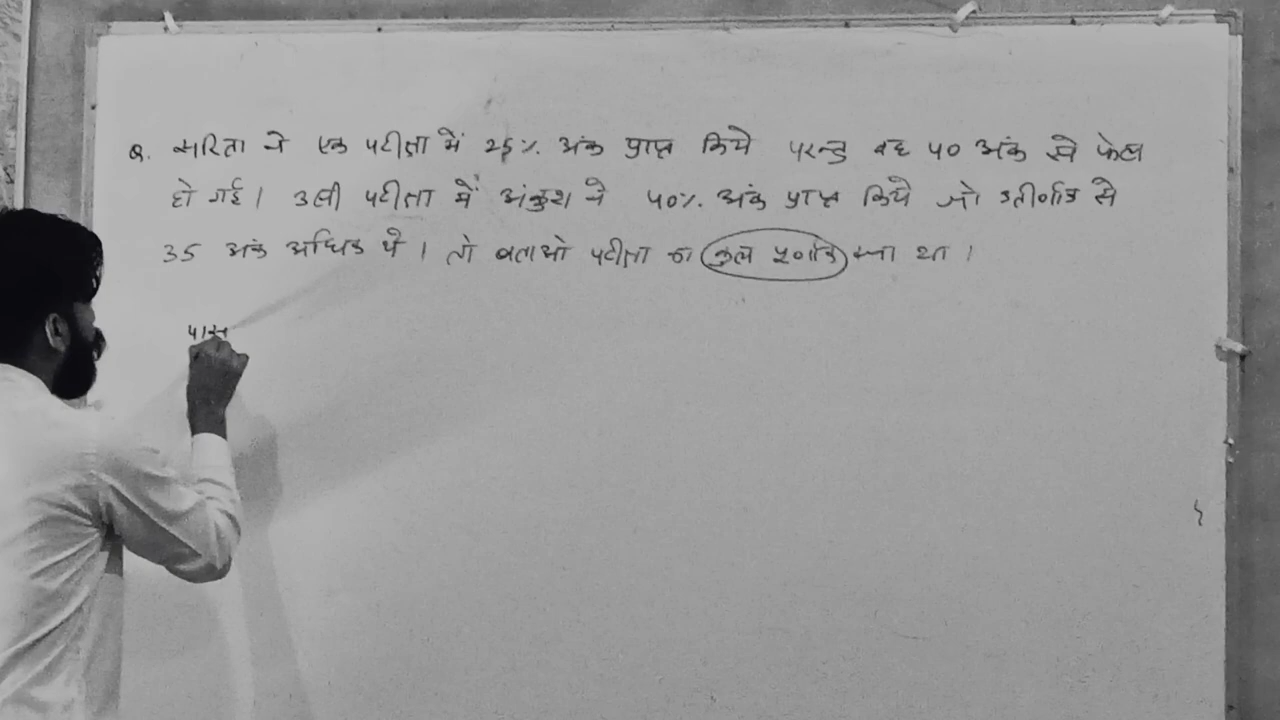 Q. सरिता ने एक परीक्षा में 25% अंक प्राप्त किये परन्तु वह 40 अंक से फेल
हो गई। उसी परीक्षा में अंकुश ने 40% अंक प्राप्त किये जो उत्तीर्णांक से
35 अंक अधिक थे। तो बताओ परीक्षा का कुल पूर्णांक क्या था।
पास